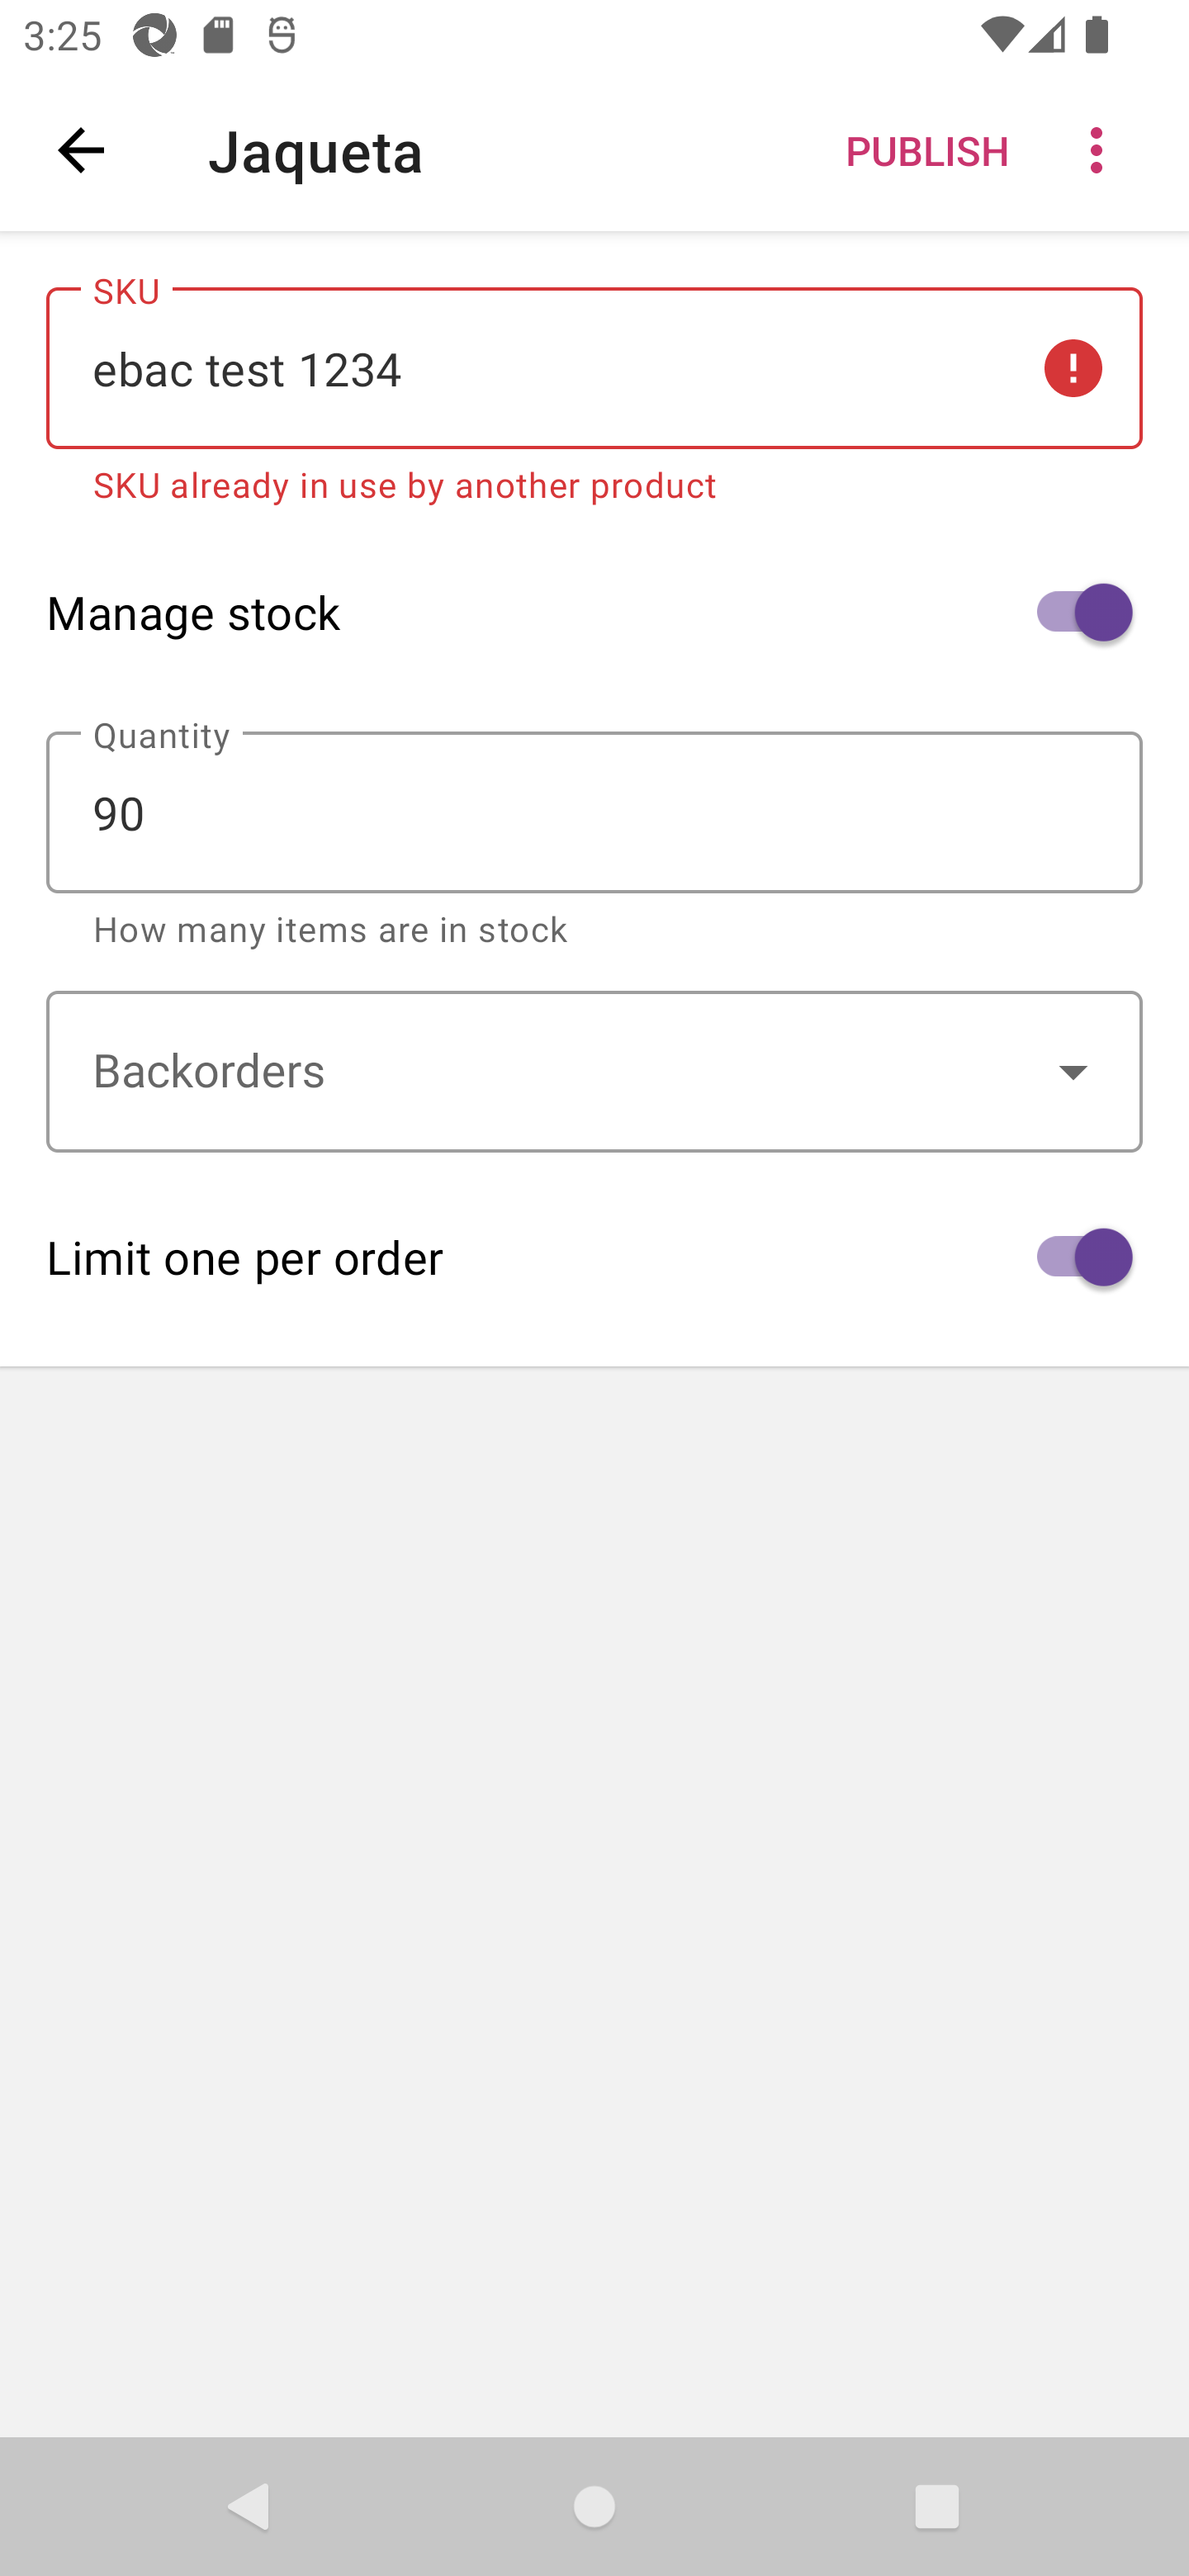 3:25
Jaqueta
PUBLISH
SKU
ebac test 1234
SKU already in use by another product
Manage stock
Quantity
90
How many items are in stock
Backorders
Limit one per order